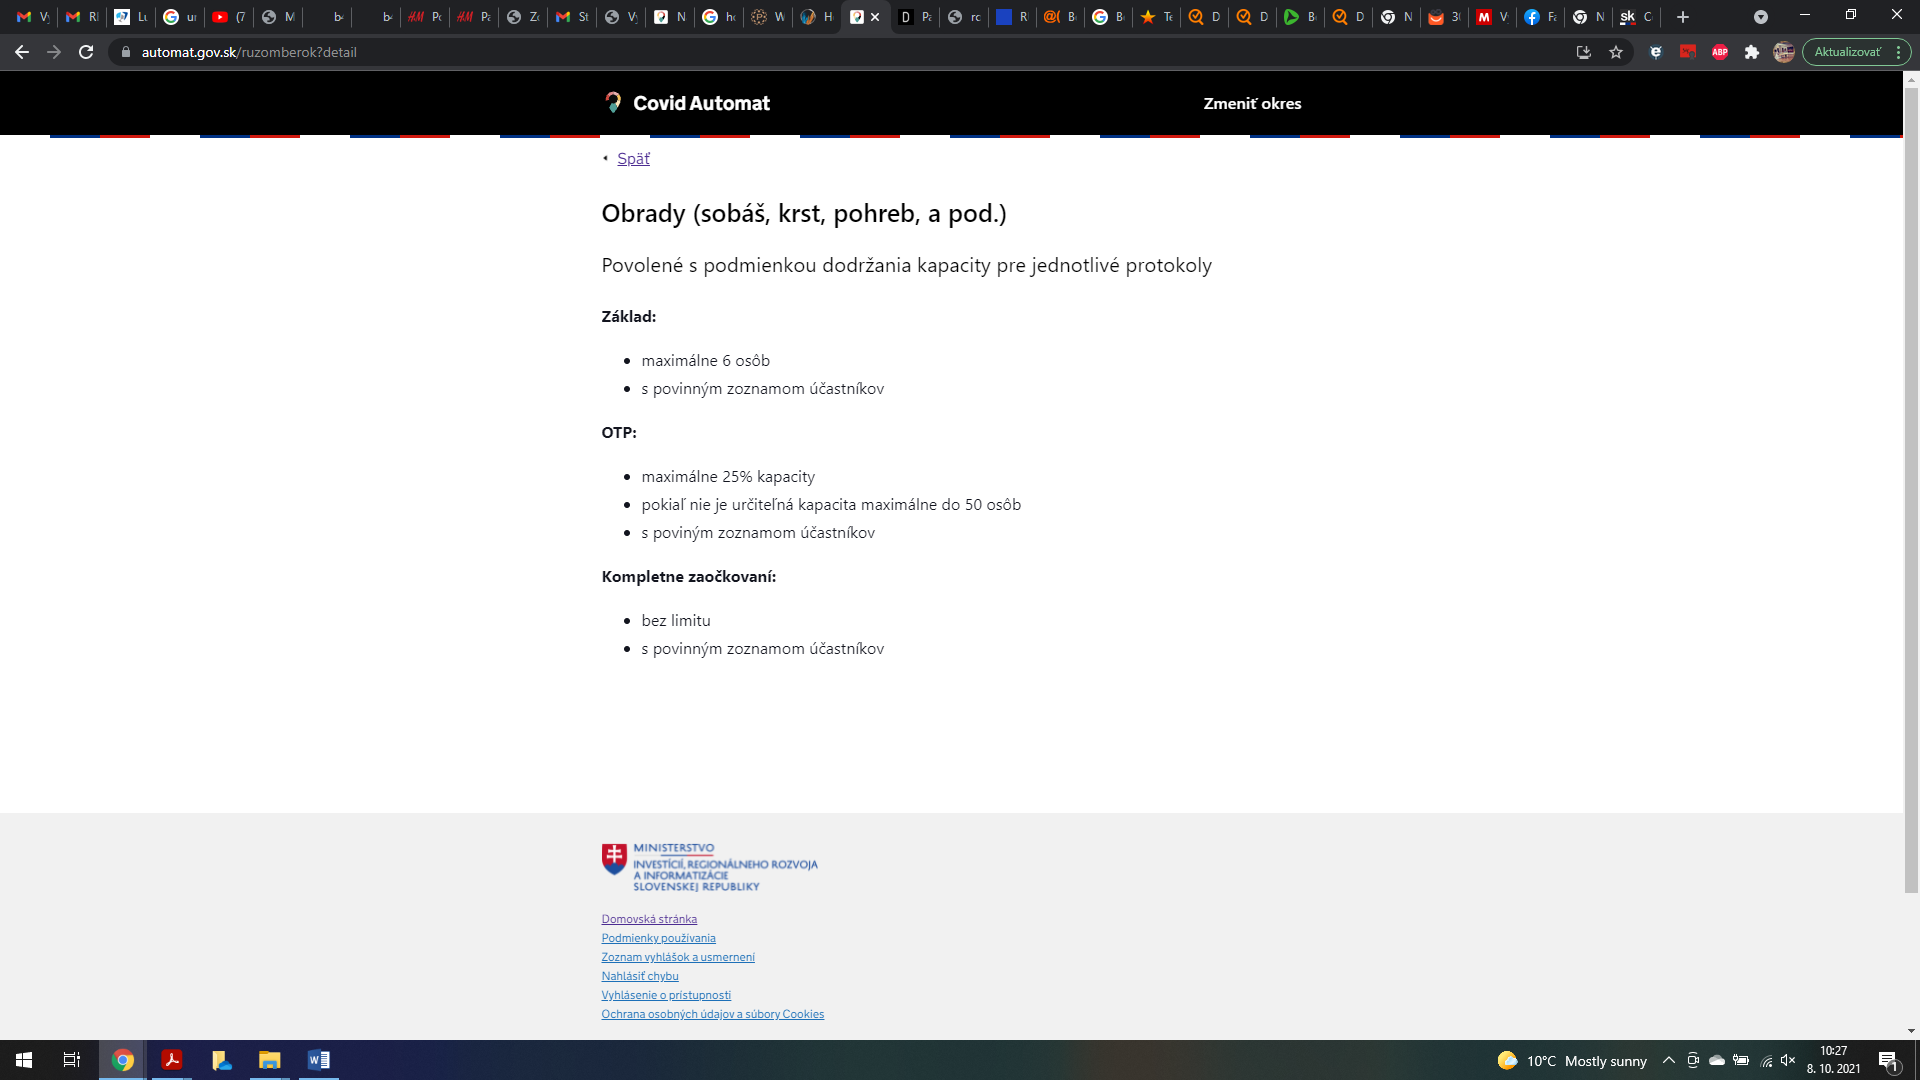 automat.gov.sk/ruzomberok?detail
Aktualizovať
Covid Automat
Zmeniť okres
Späť
Obrady (sobáš, krst, pohreb, a pod.)
Povolené s podmienkou dodržania kapacity pre jednotlivé protokoly
Základ:
maximálne 6 osôb
s povinným zoznamom účastníkov
OTP:
maximálne 25% kapacity
pokiaľ nie je určiteľná kapacita maximálne do 50 osôb
s poviným zoznamom účastníkov
Kompletne zaočkovaní:
bez limitu
s povinným zoznamom účastníkov
MINISTERSTVO
INVESTÍCIÍ, REGIONÁLNEHO ROZVOJA
A INFORMATIZÁCIE
SLOVENSKEJ REPUBLIKY
Domovská stránka
Podmienky používania
Zoznam vyhlášok a usmernení
Nahlásiť chybu
Vyhlásenie o prístupnosti
Ochrana osobných údajov a súbory Cookies
10°C Mostly sunny
10:27
8. 10. 2021